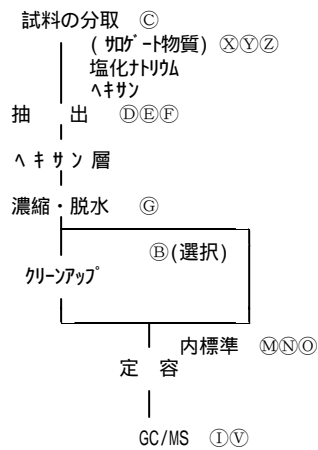 試料の分取 Ⓒ
(ｻﾛｹﾞｰﾄ物質) ⓍⓎⓏ
塩化ﾅﾄﾘｳﾑ
ﾍｷｻﾝ
抽 出 ⒹⒺⒻ
ヘキサン層
濃縮・脱水 Ⓖ
Ⓑ(選択)
ｸﾘｰﾝｱｯﾌﾟ
内標準 ⓂⓃⓄ
定 容
GC/MS ⒾⓋ